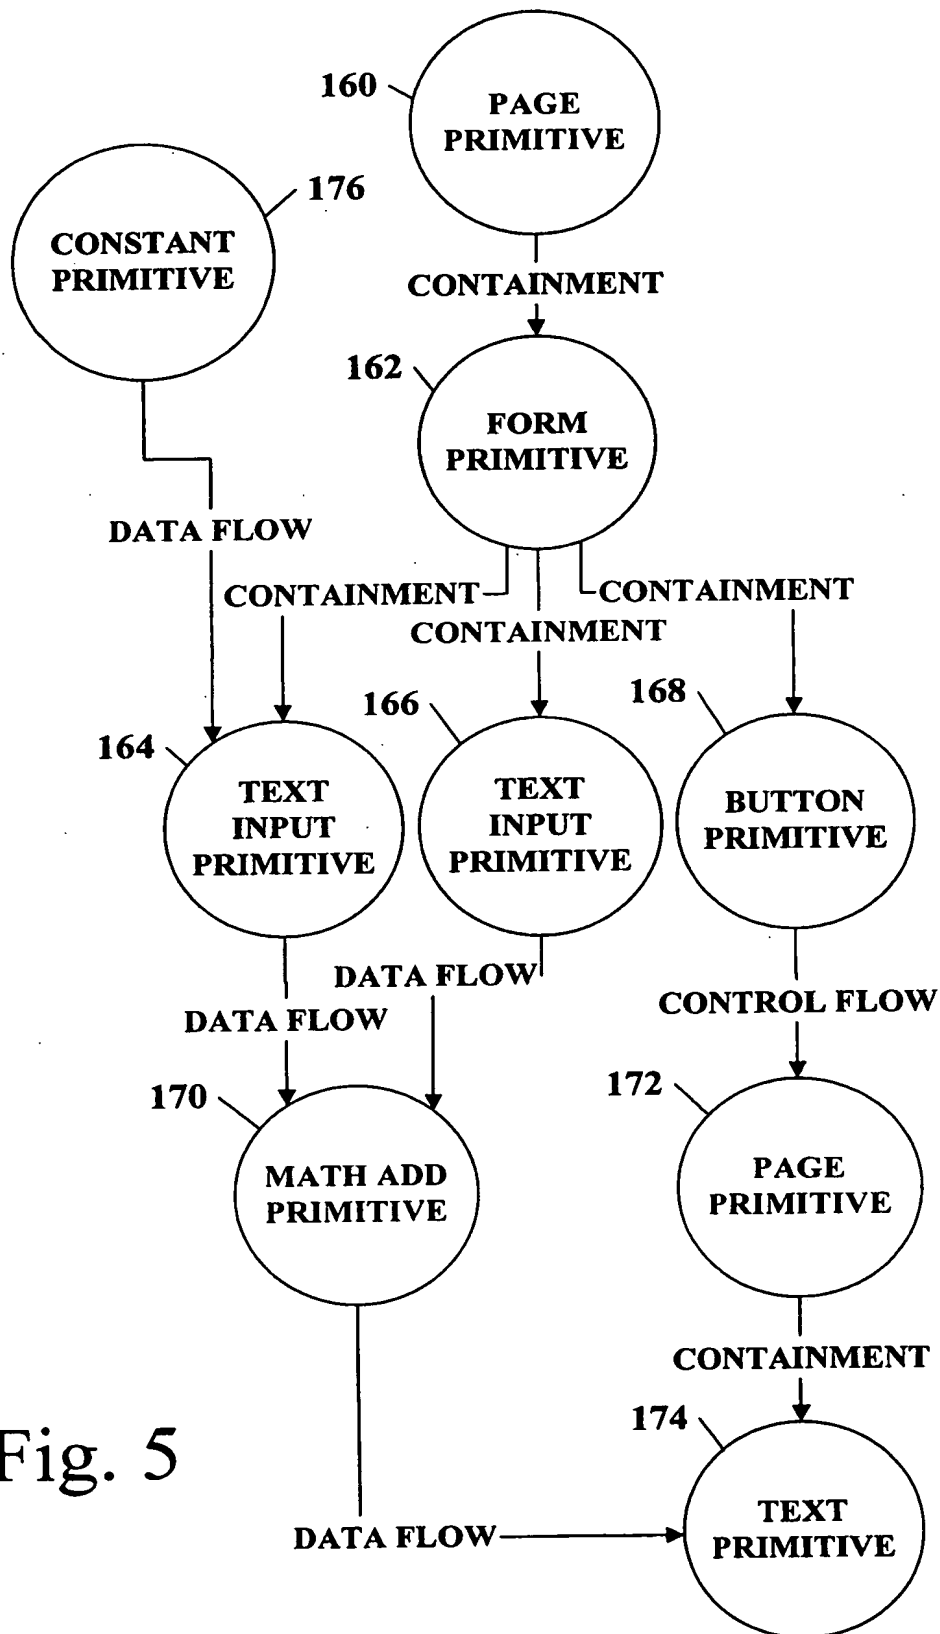 160
PAGE
PRIMITIVE
176
CONSTANT
PRIMITIVE
CONTAINMENT
162
FORM
PRIMITIVE
DATA FLOW
CONTAINMENT
CONTAINMENT
CONTAINMENT
164
166
168
TEXT
INPUT
PRIMITIVE
TEXT
INPUT
PRIMITIVE
BUTTON
PRIMITIVE
DATA FLOW
DATA FLOW
CONTROL FLOW
170
172
MATH ADD
PRIMITIVE
PAGE
PRIMITIVE
CONTAINMENT
174
Fig. 5
TEXT
PRIMITIVE
DATA FLOW